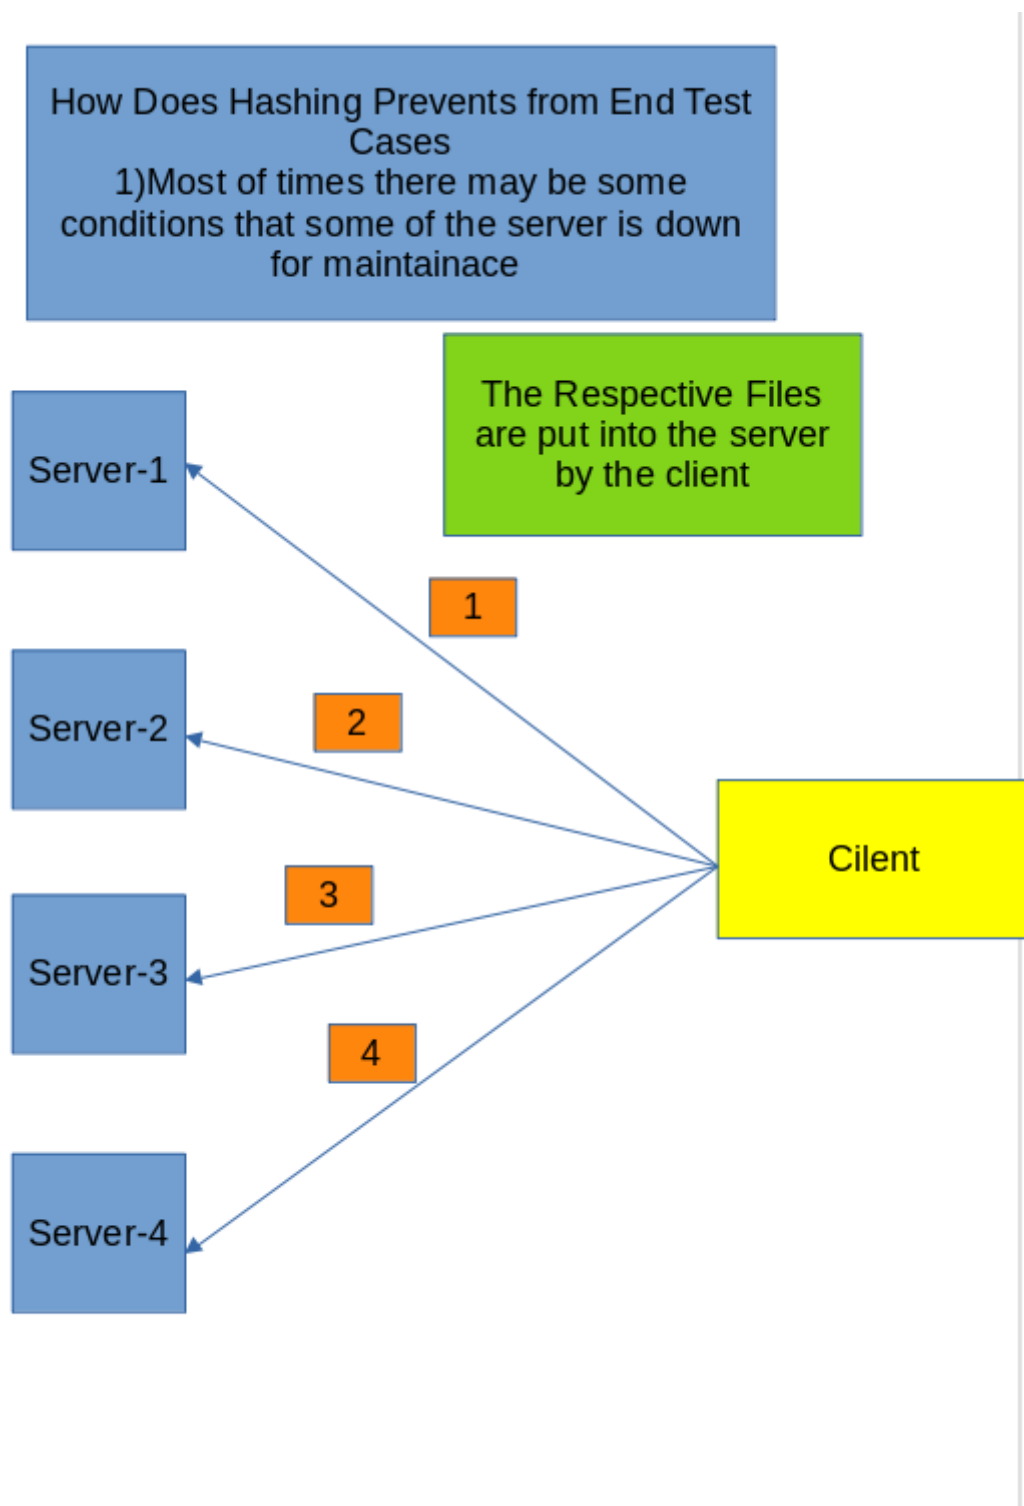 How Does Hashing Prevents from End Test
Cases
1)Most of times there may be some
conditions that some of the server is down
for maintainace
The Respective Files
are put into the server
by the client
Server-1
1
Server-2
2
Cilent
3
Server-3
4
Server-4